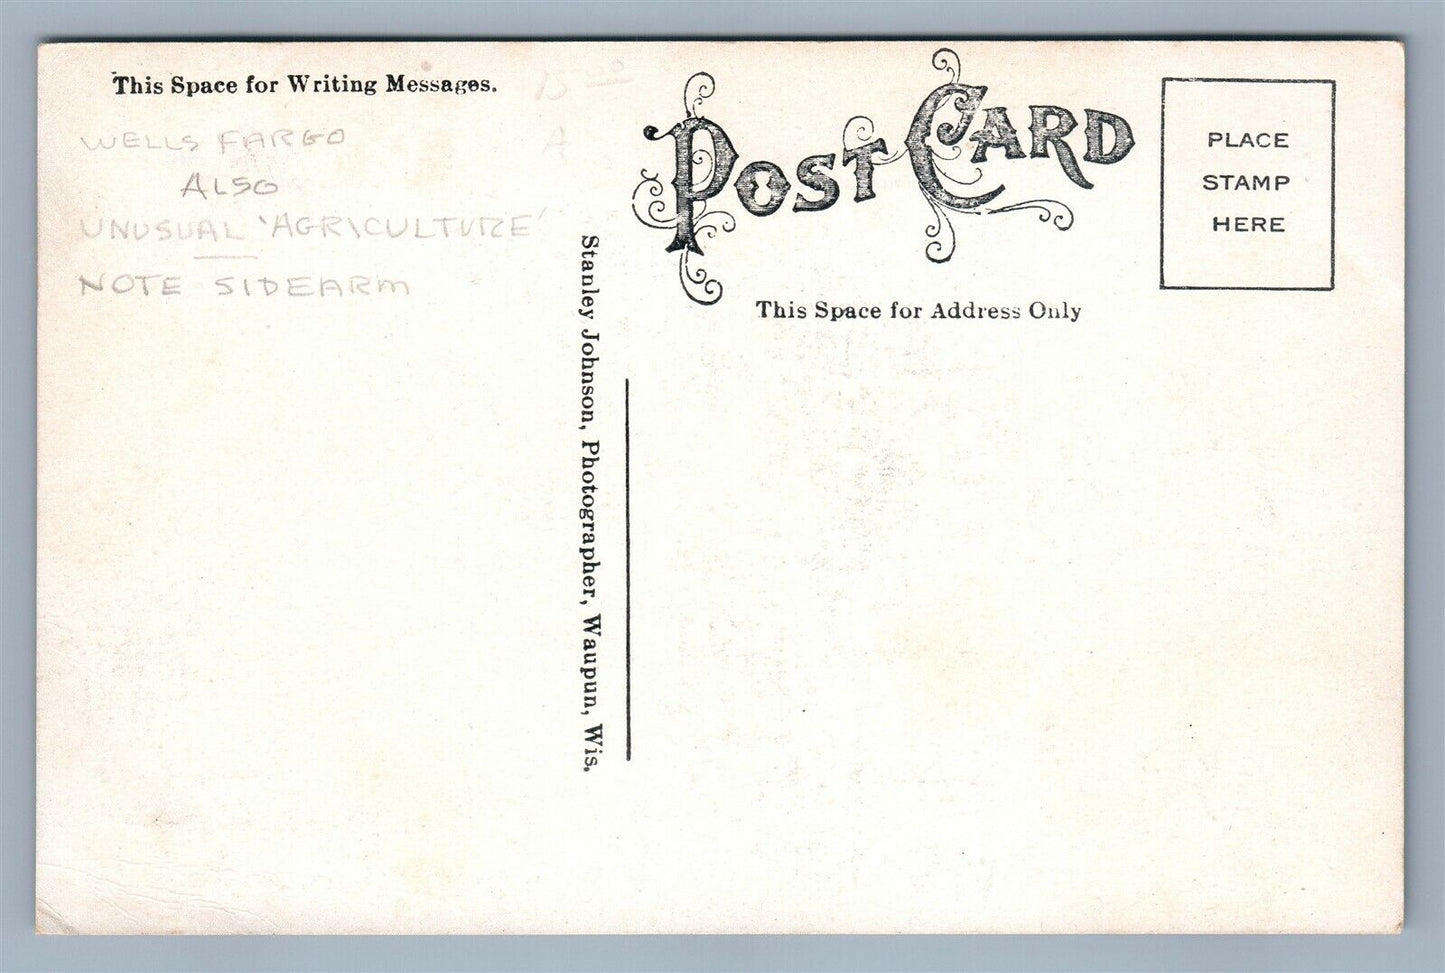 This Space for Writing Messages.
WELLS FARGO
ALSO
UNUSUAL 'AGRICULTURE'
NOTE SIDEARM
A
Stanley Johnson, Photographer, Waupun, Wis.
POST CARD
This Space for Address Only
PLACE
STAMP
HERE